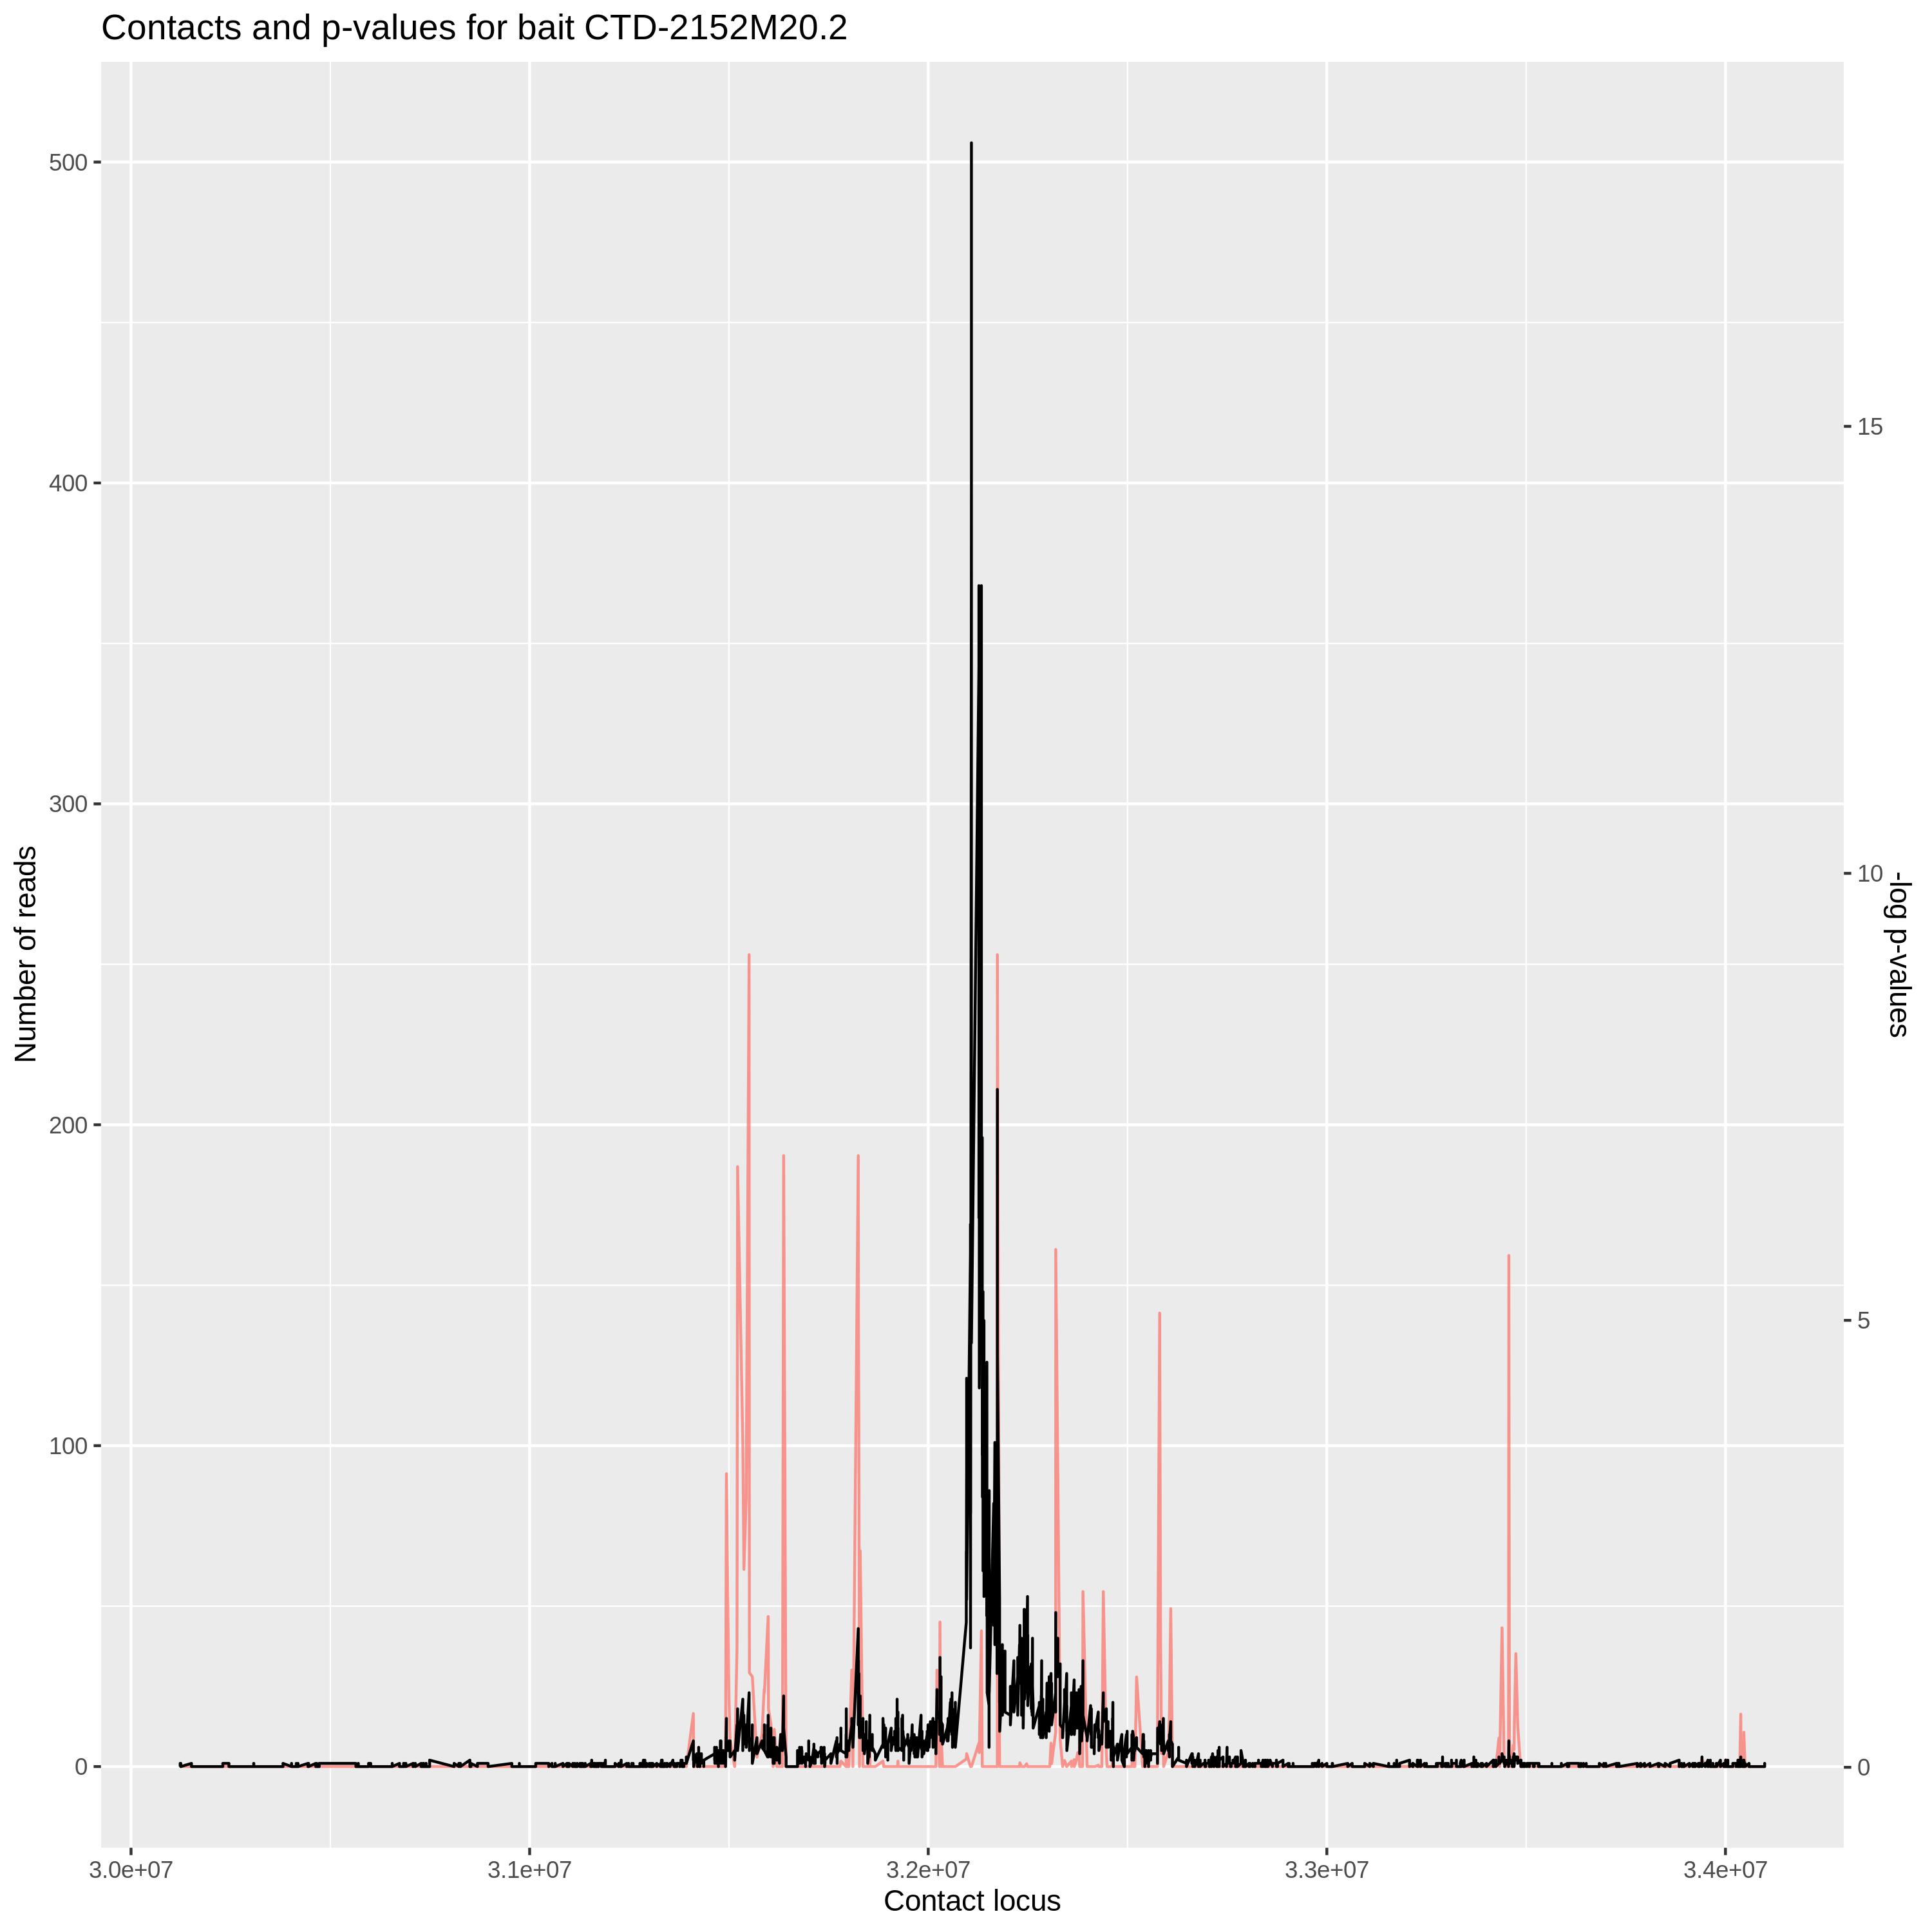 Contacts and p-values for bait CTD-2152M20.2
500
400
300
200
100
0
Number of reads
15
10
5
0
-log p-values
3.0e+07
3.1e+07
3.2e+07
3.3e+07
3.4e+07
Contact locus